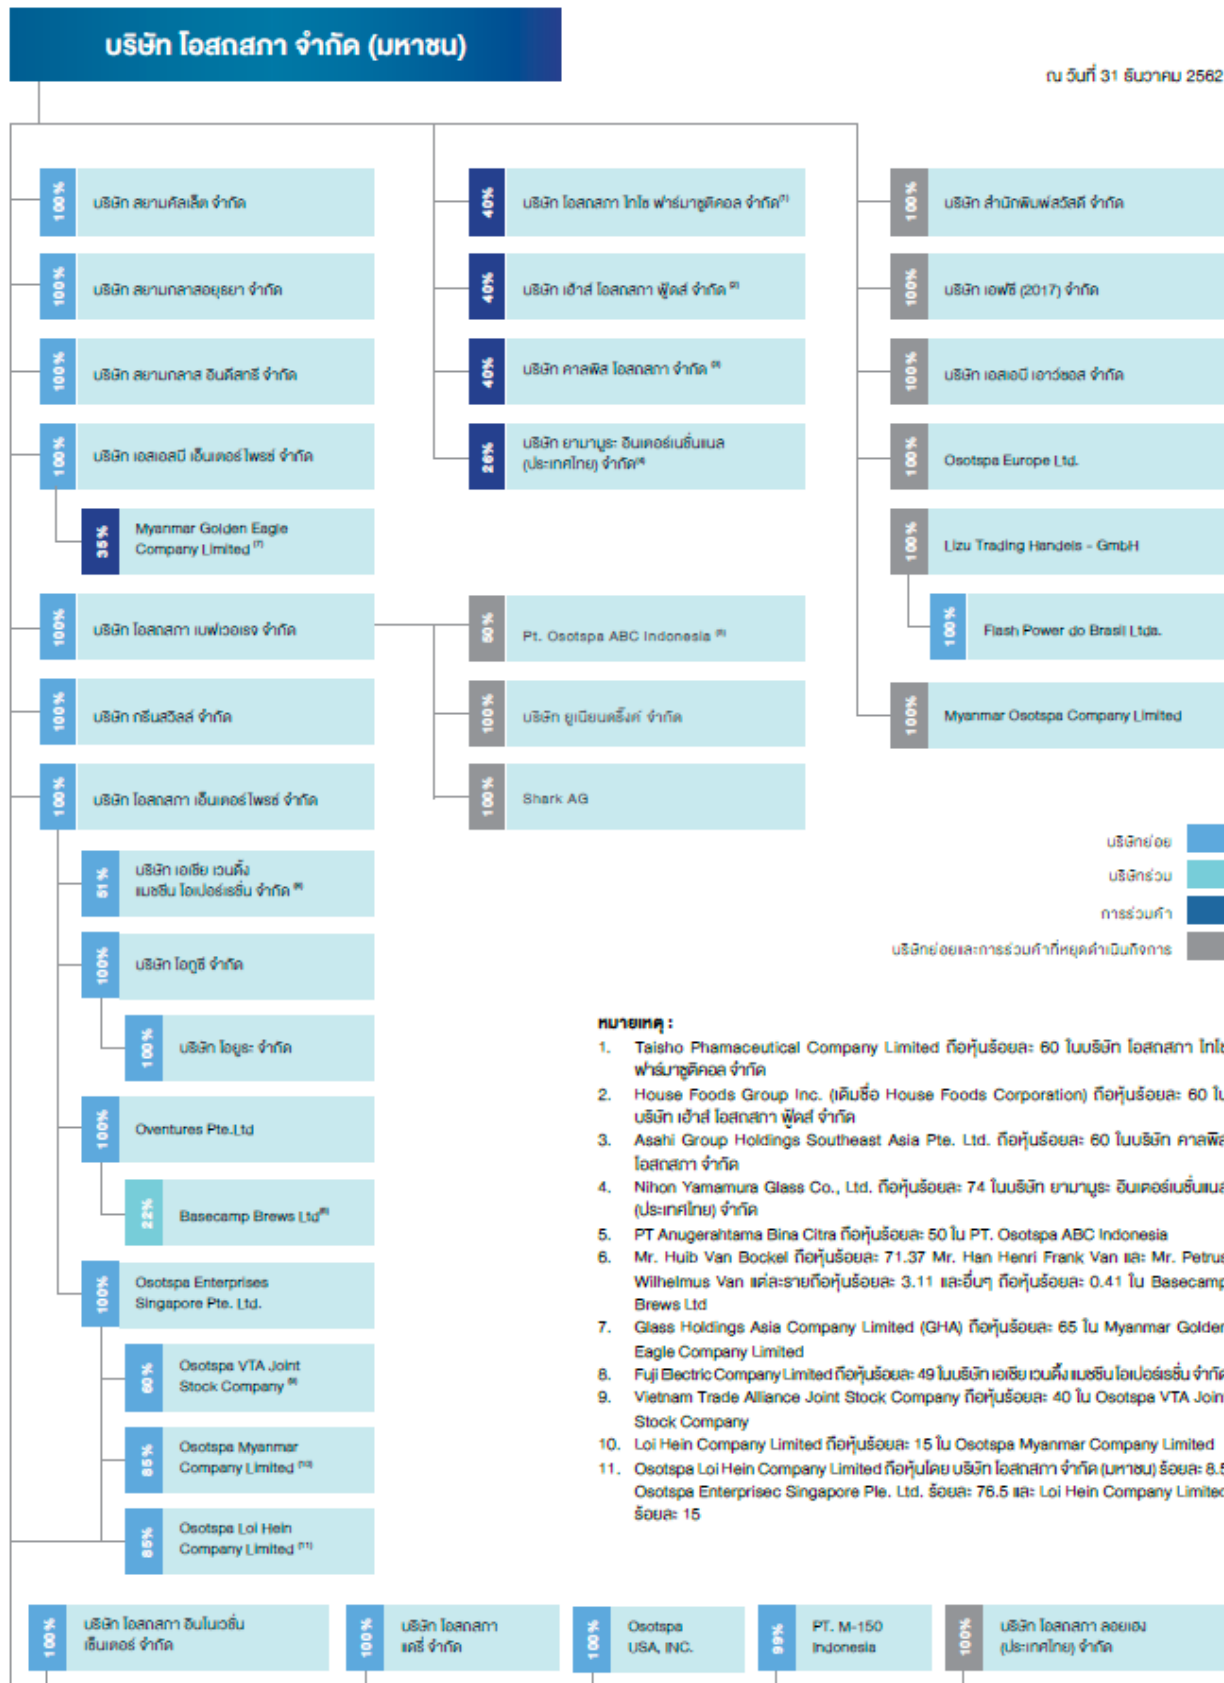 บริษัท โอสถสภา จำกัด (มหาชน)
ณ วันที่ 31 ธันวาคม 2562
100%
บริษัท สยามคัลเล็ต จำกัด
100%
บริษัท สยามกลาสอยุธยา จำกัด
100%
บริษัท สยามกลาส อินดัสทรี จำกัด
100%
บริษัท เอสเอสบี เอ็นเตอร์ไพรซ์ จำกัด
35%
Myanmar Golden Eagle
Company Limited (7)
100%
บริษัท โอสถสภา เบฟเวอเรจ จำกัด
100%
บริษัท กรีนสวิลล์ จำกัด
100%
บริษัท โอสถสภา เอ็นเตอร์ไพรซ์ จำกัด
51%
บริษัท เอเชีย เวนดิ้ง
แมชชีน โอเปอร์เรชั่น จำกัด (8)
100%
บริษัท โอกูซี จำกัด
100%
บริษัท โอยูระ จำกัด
100%
Oventures Pte.Ltd
22%
Basecamp Brews Ltd(6)
100%
Osotspa Enterprises
Singapore Pte. Ltd.
60%
Osotspa VTA Joint
Stock Company (9)
85%
Osotspa Myanmar
Company Limited (10)
85%
Osotspa Loi Hein
Company Limited (11)
40%
บริษัท โอสถสภา ไทโช ฟาร์มาซูติคอล จำกัด(1)
40%
บริษัท เฮ้าส์ โอสถสภา ฟู้ดส์ จำกัด (2)
40%
บริษัท คาลพิส โอสถสภา จำกัด (3)
26%
บริษัท ยามามูระ อินเตอร์เนชั่นแนล
(ประเทศไทย) จำกัด(4)
50%
Pt. Osotspa ABC Indonesia (5)
100%
บริษัท ยูเนียนดริ๊งค์ จำกัด
100%
Shark AG
100%
บริษัท สำนักพิมพ์สวัสดี จำกัด
100%
บริษัท เอฟซี (2017) จำกัด
100%
บริษัท เอสเอบี เอาว์ซอส จำกัด
100%
Osotspa Europe Ltd.
100%
Lizu Trading Handels - GmbH
100%
Flash Power do Brasil Ltda.
100%
Myanmar Osotspa Company Limited
บริษัทย่อย
บริษัทร่วม
การร่วมค้า
บริษัทย่อยและการร่วมค้าที่หยุดดำเนินกิจการ
หมายเหตุ :
1. Taisho Phamaceutical Company Limited ถือหุ้นร้อยละ 60 ในบริษัท โอสถสภา ไทโช
ฟาร์มาซูติคอล จำกัด
2. House Foods Group Inc. (เดิมชื่อ House Foods Corporation) ถือหุ้นร้อยละ 60 ใน
บริษัท เฮ้าส์ โอสถสภา ฟู้ดส์ จำกัด
3. Asahi Group Holdings Southeast Asia Pte. Ltd. ถือหุ้นร้อยละ 60 ในบริษัท คาลพิส
โอสถสภา จำกัด
4. Nihon Yamamura Glass Co., Ltd. ถือหุ้นร้อยละ 74 ในบริษัท ยามามูระ อินเตอร์เนชั่นแนล
(ประเทศไทย) จำกัด
5. PT Anugerahtama Bina Citra ถือหุ้นร้อยละ 50 ใน PT. Osotspa ABC Indonesia
6. Mr. Huib Van Bockel ถือหุ้นร้อยละ 71.37 Mr. Han Henri Frank Van และ Mr. Petrus
Wilhelmus Van แต่ละรายถือหุ้นร้อยละ 3.11 และอื่นๆ ถือหุ้นร้อยละ 0.41 ใน Basecamp
Brews Ltd
7. Glass Holdings Asia Company Limited (GHA) ถือหุ้นร้อยละ 65 ใน Myanmar Golden
Eagle Company Limited
8. Fuji Electric Company Limited ถือหุ้นร้อยละ 49 ในบริษัท เอเชีย เวนดิ้ง แมชชีน โอเปอร์เรชั่น จำกัด
9. Vietnam Trade Alliance Joint Stock Company ถือหุ้นร้อยละ 40 ใน Osotspa VTA Joint
Stock Company
10. Loi Hein Company Limited ถือหุ้นร้อยละ 15 ใน Osotspa Myanmar Company Limited
11. Osotspa Loi Hein Company Limited ถือหุ้นโดย บริษัท โอสถสภา จำกัด (มหาชน) ร้อยละ 8.5
Osotspa Enterprisec Singapore Ple. Ltd. ร้อยละ 76.5 และ Loi Hein Company Limited
ร้อยละ 15
100%
บริษัท โอสถสภา อินโนเวชั่น
เซ็นเตอร์ จำกัด
100%
บริษัท โอสถสภา
แดรี่ จำกัด
100%
Osotspa
USA, INC.
99%
PT. M-150
Indonesia
100%
บริษัท โอสถสภา ลอยเฮง
(ประเทศไทย) จำกัด